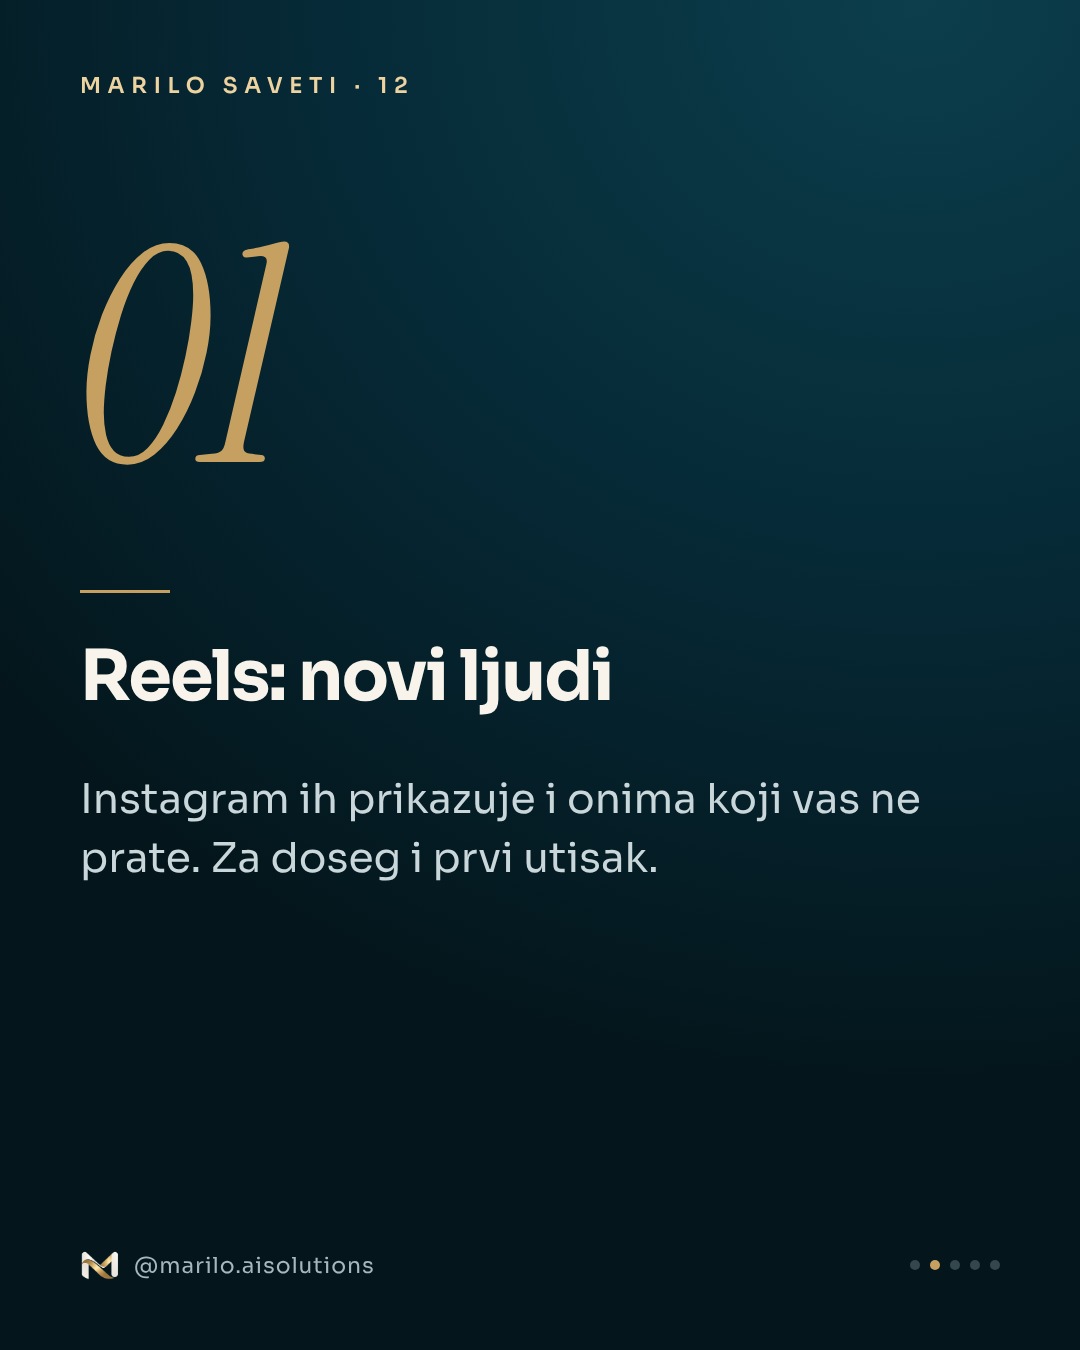 MARILO SAVETI · 12
01
Reels: novi ljudi
Instagram ih prikazuje i onima koji vas ne
prate. Za doseg i prvi utisak.
@marilo.aisolutions